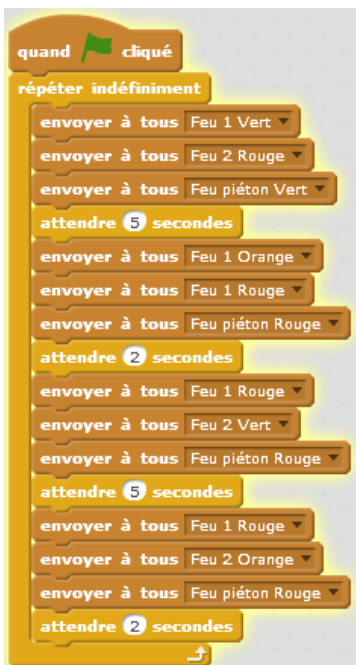 quand cliqué
répéter indéfiniment
envoyer à tous Feu 1 Vert
envoyer à tous Feu 2 Rouge
envoyer à tous Feu piéton Vert
attendre 5 secondes
envoyer à tous Feu 1 Orange
envoyer à tous Feu 1 Rouge
envoyer à tous Feu piéton Rouge
attendre 2 secondes
envoyer à tous Feu 1 Rouge
envoyer à tous Feu 2 Vert
envoyer à tous Feu piéton Rouge
attendre 5 secondes
envoyer à tous Feu 1 Rouge
envoyer à tous Feu 2 Orange
envoyer à tous Feu piéton Rouge
attendre 2 secondes